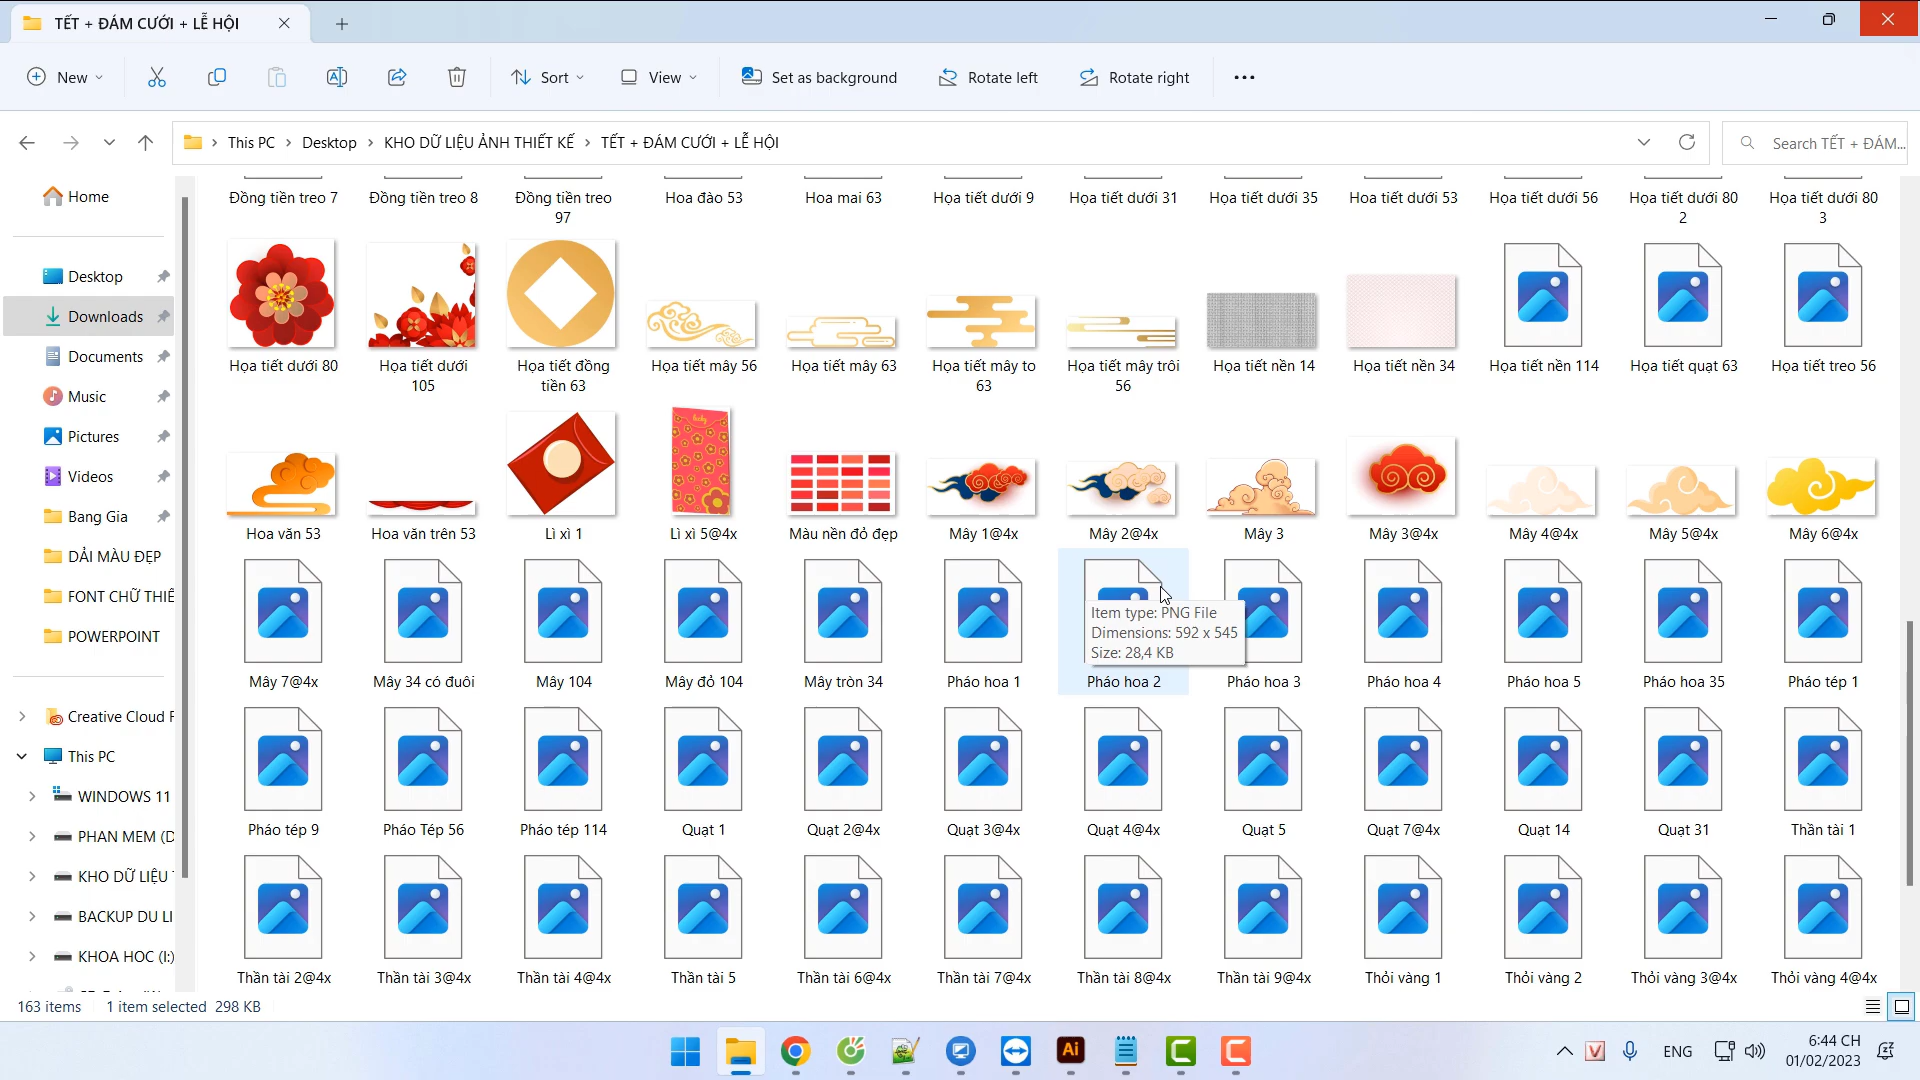 TẾT + ĐÁM CƯỚI + LỄ HỘI
New
Sort
View
Set as background
Rotate left
Rotate right
This PC
Desktop
KHO DỮ LIỆU ẢNH THIẾT KẾ
TẾT + ĐÁM CƯỚI + LỄ HỘI
Search TẾT + ĐÁM...
Home
Desktop
Downloads
Documents
Music
Pictures
Videos
Bang Gia
DẢI MÀU ĐẸP
FONT CHỮ THIẾ
POWERPOINT
Creative Cloud F
This PC
WINDOWS 11
PHAN MEM (D
KHO DỮ LIỆU
BACKUP DU LI
KHOA HOC (I:)
Đồng tiền treo 7
Đồng tiền treo 8
Đồng tiền treo
97
Hoa đào 53
Hoa mai 63
Họa tiết dưới 9
Họa tiết dưới 31
Họa tiết dưới 35
Hoa tiết dưới 53
Họa tiết dưới 56
Họa tiết dưới 80
2
Họa tiết dưới 80
3
Họa tiết dưới 80
Họa tiết dưới
105
Họa tiết đồng
tiền 63
Họa tiết mây 56
Họa tiết mây 63
Họa tiết mây to
63
Họa tiết mây trôi
56
Họa tiết nền 14
Họa tiết nền 34
Họa tiết nền 114
Họa tiết quạt 63
Họa tiết treo 56
Hoa văn 53
Hoa văn trên 53
Lì xì 1
Lì xì 5@4x
Màu nền đỏ đẹp
Mây 1@4x
Mây 2@4x
Mây 3
Mây 3@4x
Mây 4@4x
Mây 5@4x
Mây 6@4x
Mây 7@4x
Mây 34 có đuôi
Mây 104
Mây đỏ 104
Mây tròn 34
Pháo hoa 1
Pháo hoa 2
Pháo hoa 3
Pháo hoa 4
Pháo hoa 5
Pháo hoa 35
Pháo tép 1
Item type: PNG File
Dimensions: 592 x 545
Size: 28,4 KB
Pháo tép 9
Pháo Tép 56
Pháo tép 114
Quạt 1
Quạt 2@4x
Quạt 3@4x
Quạt 4@4x
Quạt 5
Quạt 7@4x
Quạt 14
Quạt 31
Thần tài 1
Thần tài 2@4x
Thần tài 3@4x
Thần tài 4@4x
Thần tài 5
Thần tài 6@4x
Thần tài 7@4x
Thần tài 8@4x
Thần tài 9@4x
Thỏi vàng 1
Thỏi vàng 2
Thỏi vàng 3@4x
Thỏi vàng 4@4x
163 items
1 item selected 298 KB
Ai
V
ENG
6:44 CH
01/02/2023